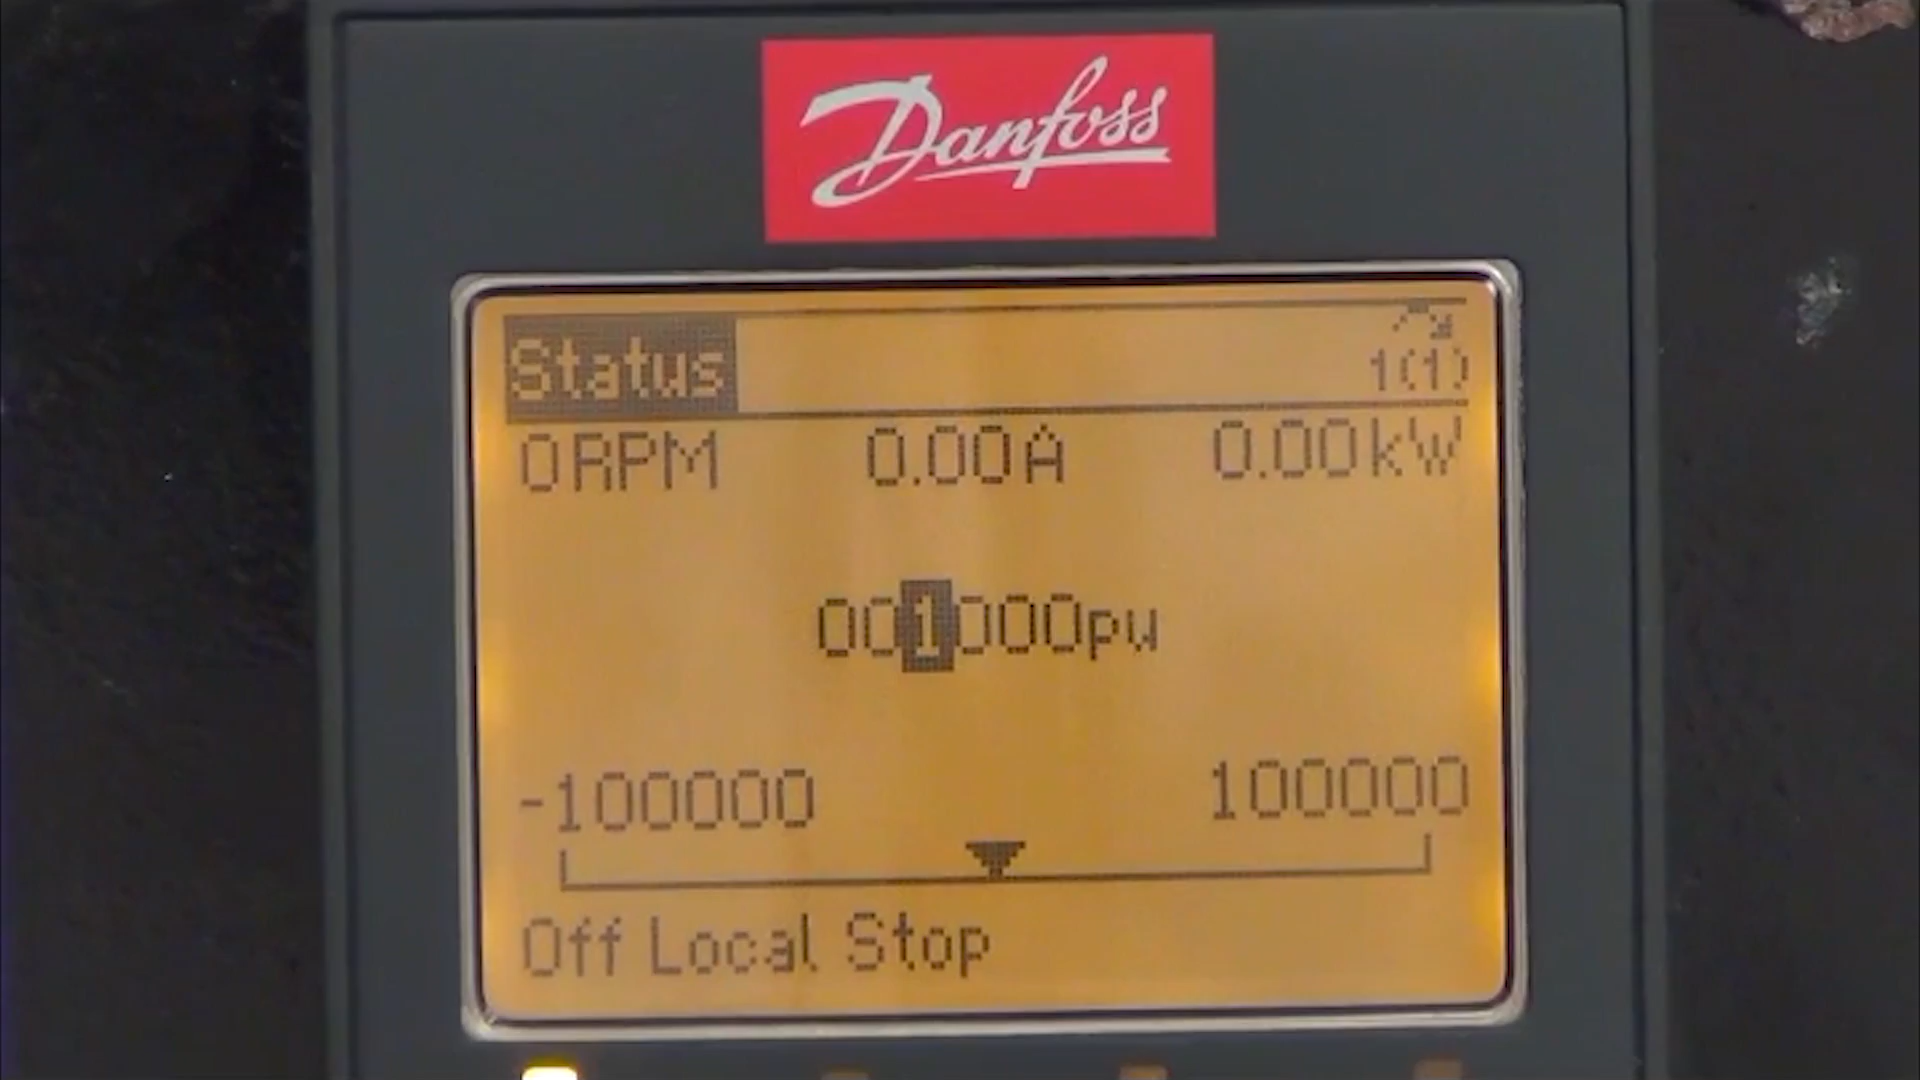 Danfoss
Status 1(1)
0RPM 0.00A 0.00kW
001000pu
-100000 100000
Off Local Stop